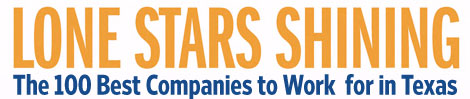 LONE STARS SHINING
The 100 Best Companies to Work for in Texas